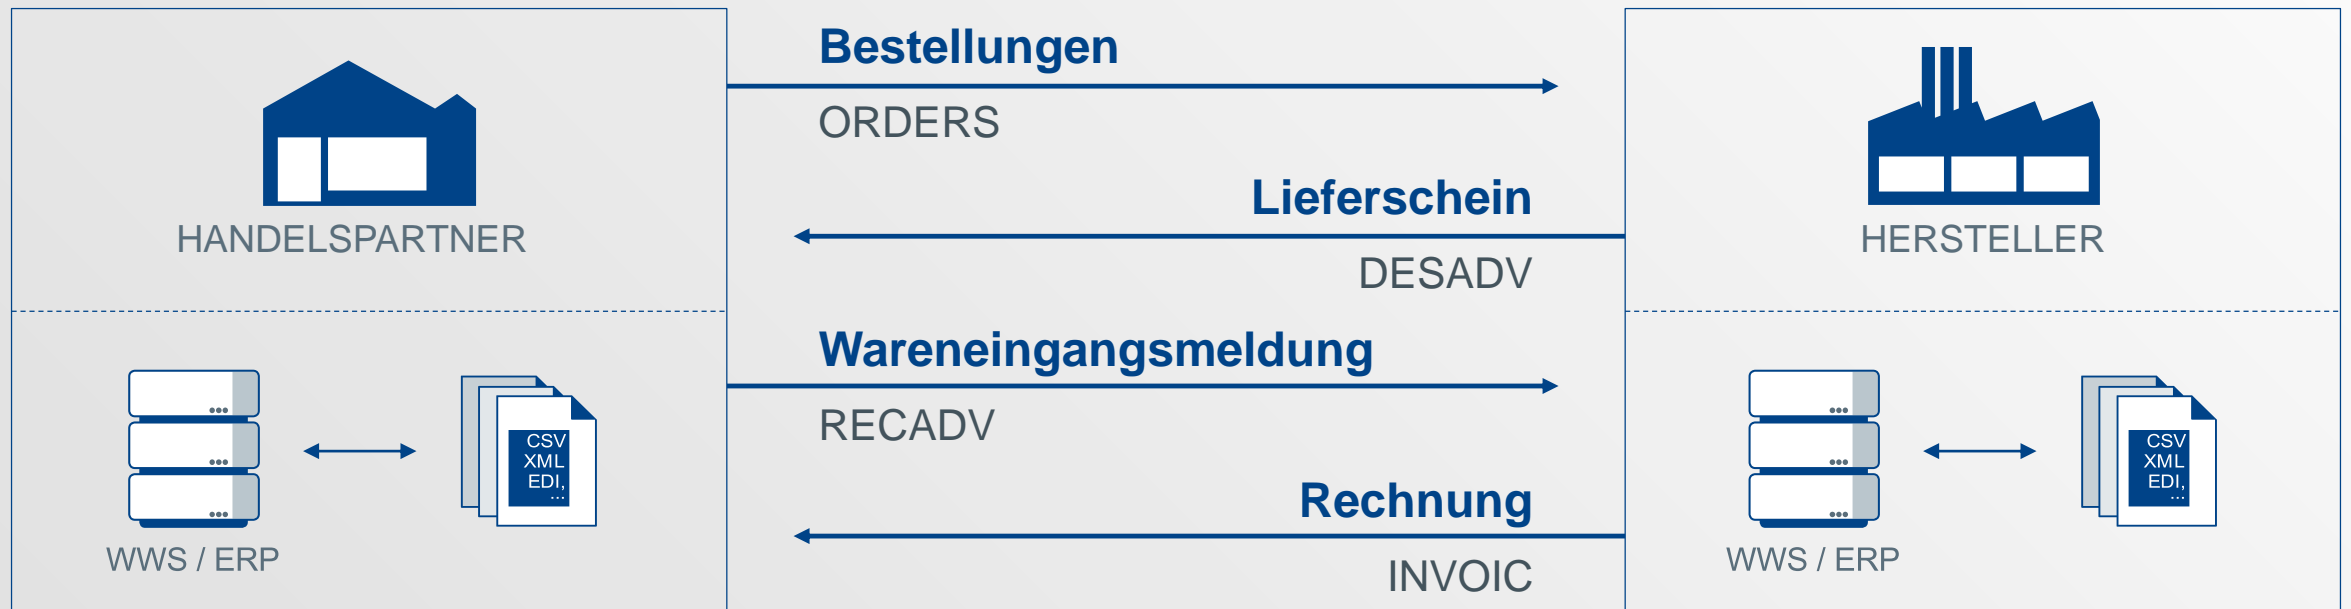 Bestellungen
ORDERS
Lieferschein
HANDELSPARTNER
HERSTELLER
DESADV
Wareneingangsmeldung
RECADV
CSV
XML
EDI,
...
CSV
XML
EDI,
...
Rechnung
WWS / ERP
WWS / ERP
INVOIC